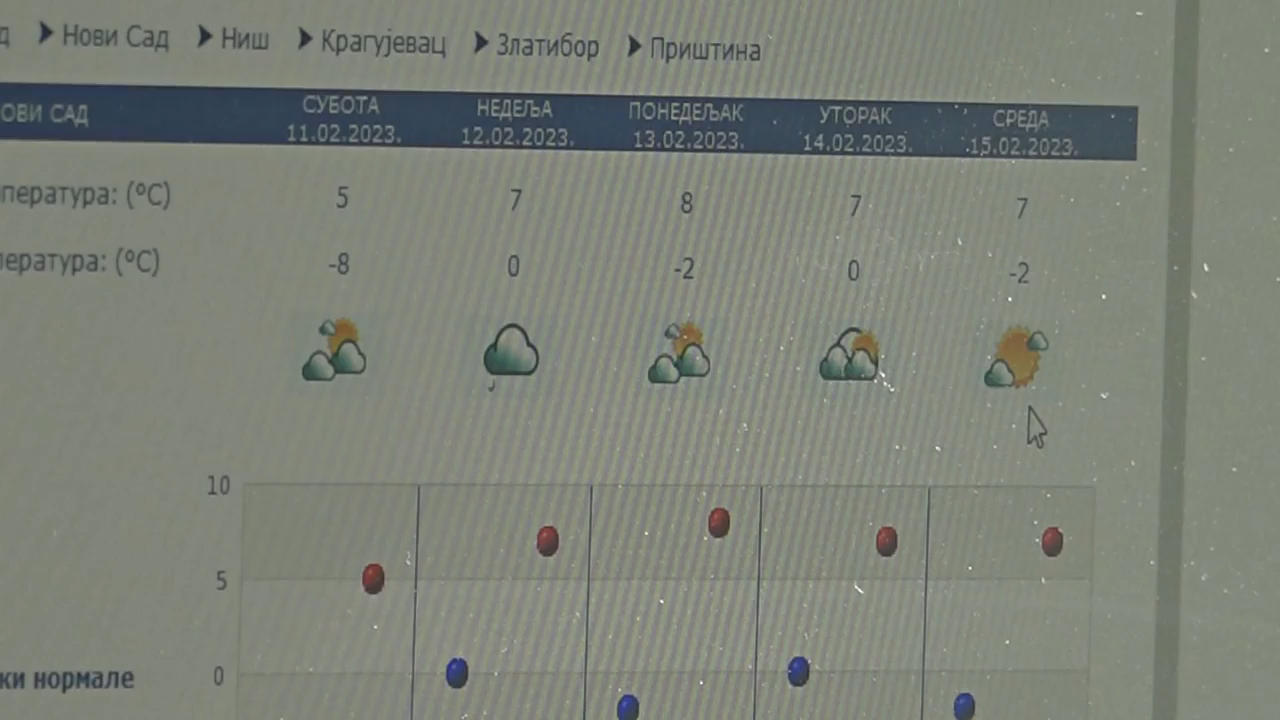 Нови Сад Ниш Крагујевац Златибор Приштина
ОВИ САД СУБОТА НЕДЕЉА ПОНЕДЕЉАК УТОРАК СРЕДА
11.02.2023. 12.02.2023. 13.02.2023. 14.02.2023. 15.02.2023.
пература: (°C) 5 7 8 7 7
ература: (°C) -8 0 -2 0 -2
10
5
0
ки нормале